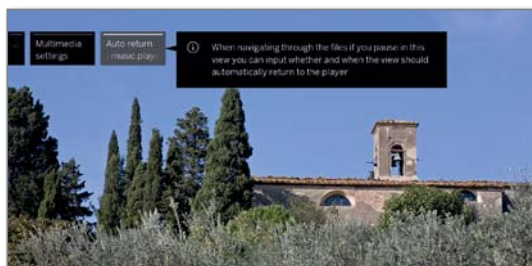 Multimedia
settings
Auto return
music playe
When navigating through the files if you pause in this
view you can input whether and when the view should
automatically return to the player